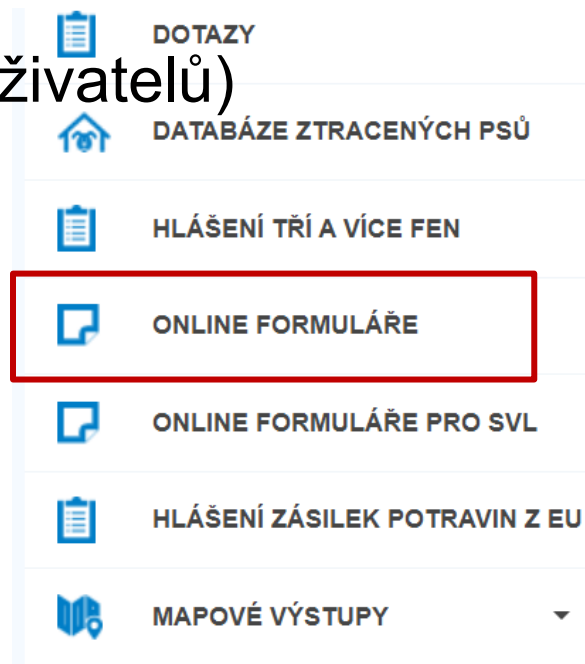 DOTAZY
živatelů)
DATABÁZE ZTRACENÝCH PSŮ
HLÁŠENÍ TŘÍ A VÍCE FEN
ONLINE FORMULÁŘE
ONLINE FORMULÁŘE PRO SVL
HLÁŠENÍ ZÁSILEK POTRAVIN Z EU
MAPOVÉ VÝSTUPY